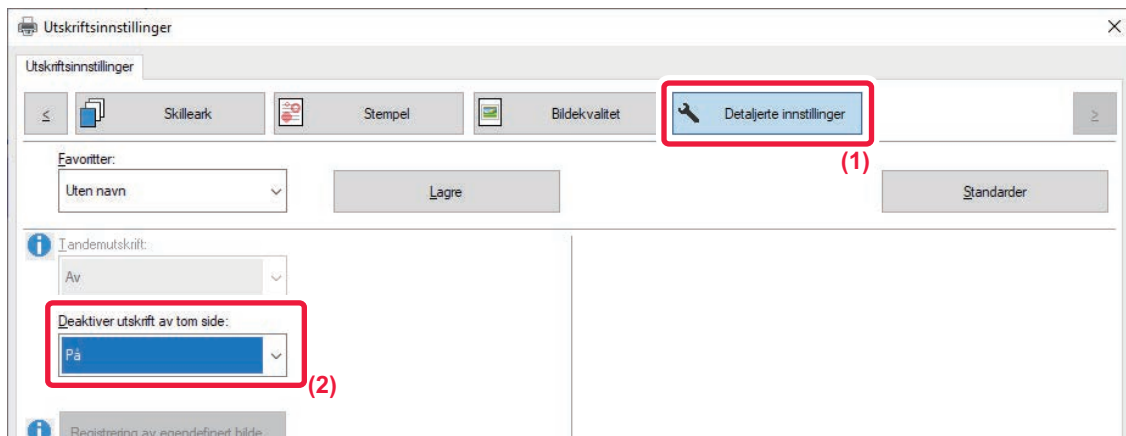 Utskriftsinnstillinger
Utskriftsinnstillinger
< Skilleark Stempel Bildekvalitet Detaljerte innstillinger >
(1)
Favoritter:
Uten navn Lagre Standarder
Tandemutskrift:
Av
Deaktiver utskrift av tom side:
På
(2)
Registrering av egendefinert bilde...